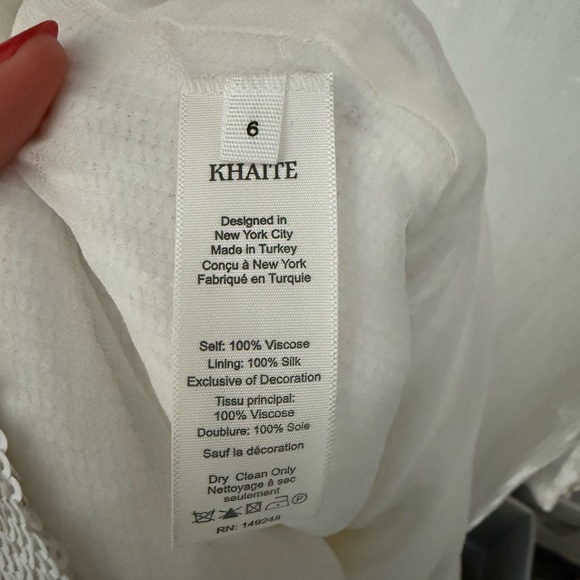 6
KHAITE
Designed in
New York City
Made in Turkey
Conçu à New York
Fabriqué en Turquie
Self: 100% Viscose
Lining: 100% Silk
Exclusive of Decoration
Tissu principal:
100% Viscose
Doublure: 100% Soie
Sauf la décoration
Dry Clean Only
Nettoyage à sec
seulement
RN: 149248